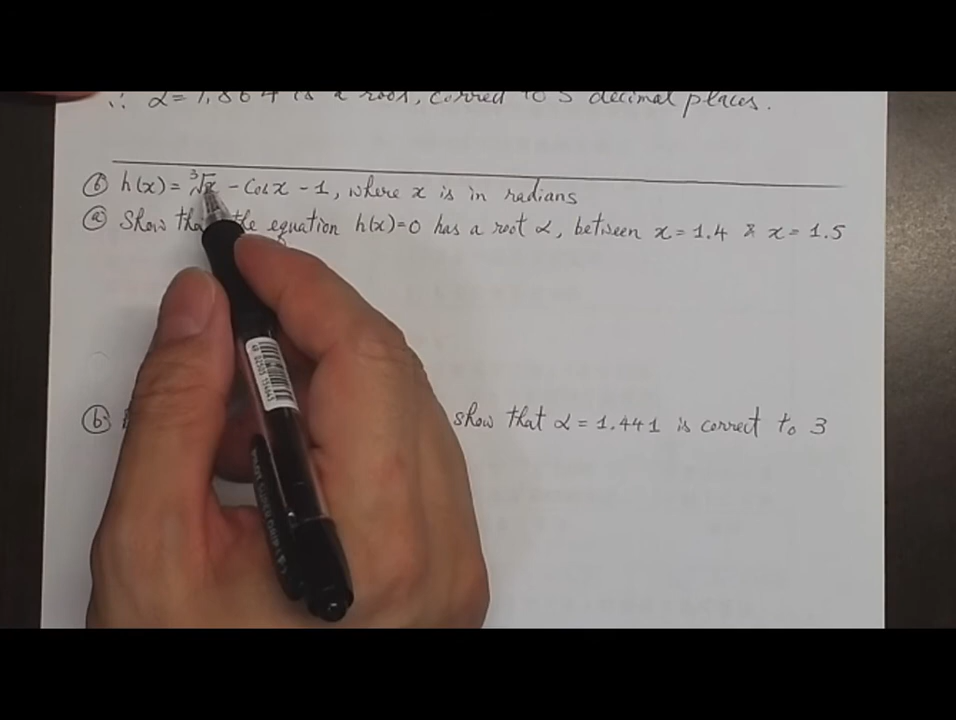 ∴ α = 1.864 is a root, correct to 3 decimal places.
⑥ h(x) = ∛x - Cos x - 1, where x is in radians
ⓐ Show the equation h(x)=0 has a root α, between x = 1.4 & x = 1.5
ⓑ show that α = 1.441 is correct to 3